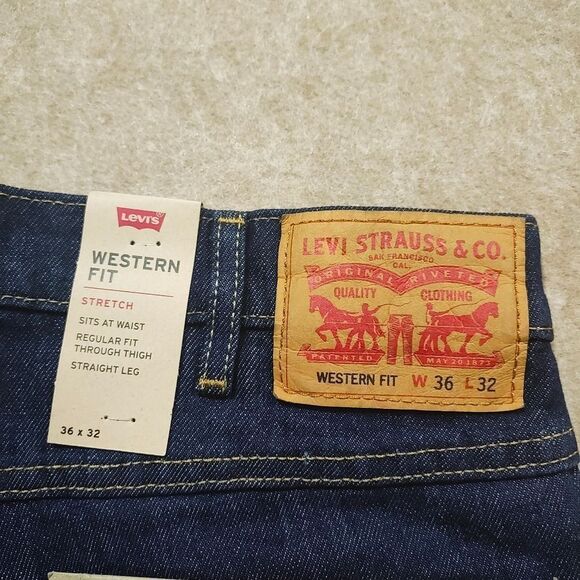 Levi's
WESTERN
FIT
STRETCH
SITS AT WAIST
REGULAR FIT
THROUGH THIGH
STRAIGHT LEG
36 x 32
LEVI STRAUSS & CO.
SAN FRANCISCO
CAL.
ORIGINAL RIVETED
QUALITY CLOTHING
PATENTED MAY 20 1873
WESTERN FIT W 36 L 32